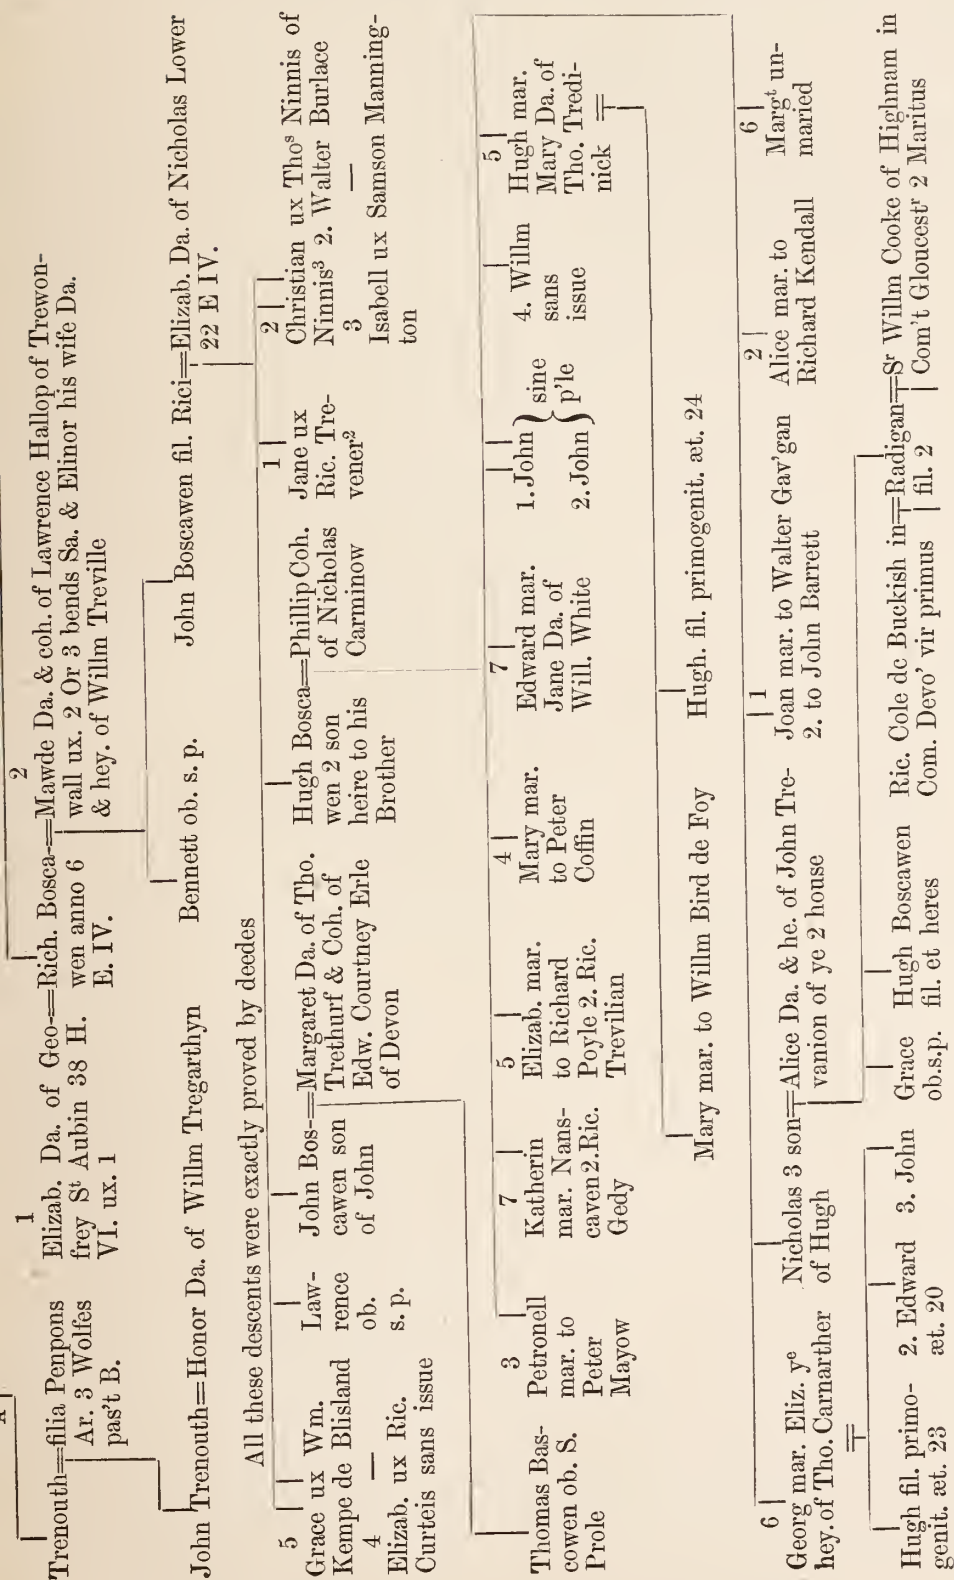 A
Trenouth=filia Penpons
Ar. 3 Wolfes
pas't B.
1
Elizab. Da. of Geo-
frey St Aubin 38 H.
VI. ux. 1
=Rich. Bosca-
wen anno 6
E. IV.
2
=Mawde Da. & coh. of Lawrence Hallop of Trewon-
wall ux. 2 Or 3 bends Sa. & Elinor his wife Da.
& hey. of Willm Treville
John Trenouth=Honor Da. of Willm Tregarthyn
Bennett ob. s. p.
John Boscawen fil. Rici=Elizab. Da. of Nicholas Lower
22 E IV.
All these descents were exactly proved by deedes
5
Grace ux Wm.
Kempe de Blisland
4 —
Elizab. ux Ric.
Curteis sans issue
Law-
rence
ob.
s. p.
John Bos-
cawen son
of John
=Margaret Da. of Tho.
Trethurf & Coh. of
Edw. Courtney Erle
of Devon
Hugh Bosca-
wen 2 son
heire to his
Brother
=Phillip Coh.
of Nicholas
Carminow
1
Jane ux
Ric. Tre-
vener2
2
Christian ux Thos Ninnis of
Ninnis3 2. Walter Burlace
3 —
Isabell ux Samson Manning-
ton
Thomas Bas-
cowen ob. S.
Prole
3
Petronell
mar. to
Peter
Mayow
7
Katherin
mar. Nans-
caven 2. Ric.
Gedy
5
Elizab. mar.
to Richard
Poyle 2. Ric.
Trevilian
4
Mary mar.
to Peter
Coffin
7
Edward mar.
Jane Da. of
Will. White
1. John } sine
2. John } p'le
4. Willm
sans
issue
5
Hugh mar.
Mary Da. of
Tho. Tredi-
nick
Mary mar. to Willm Bird de Foy
Hugh. fil. primogenit. æt. 24
6
Georg mar. Eliz. ye
hey. of Tho. Carnarther
Nicholas 3 son
of Hugh
=Alice Da. & he. of John Tre-
vanion of ye 2 house
1
Joan mar. to Walter Gav'gan
2. to John Barrett
2
Alice mar. to
Richard Kendall
6
Margt un-
maried
Hugh fil. primo-
genit. æt. 23
2. Edward
æt. 20
3. John
Grace
ob.s.p.
Hugh Boscawen
fil. et heres
Ric. Cole de Buckish in
Com. Devo' vir primus
=Radigan=
fil. 2
Sr Willm Cooke of Highnam in
Com't Gloucestr 2 Maritus